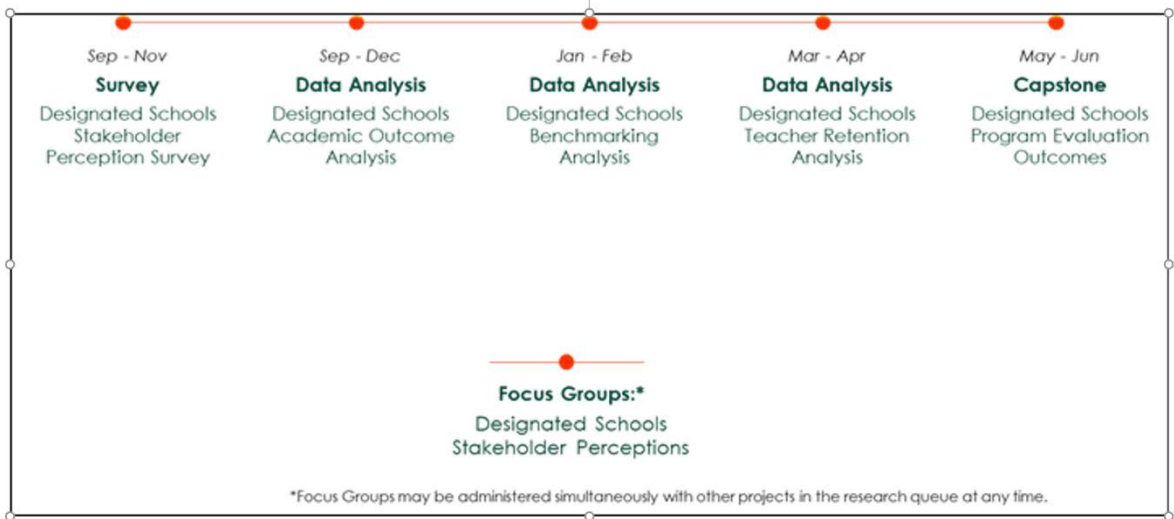 Sep - Nov
Survey
Designated Schools
Stakeholder
Perception Survey
Sep - Dec
Data Analysis
Designated Schools
Academic Outcome
Analysis
Jan - Feb
Data Analysis
Designated Schools
Benchmarking
Analysis
Mar - Apr
Data Analysis
Designated Schools
Teacher Retention
Analysis
May - Jun
Capstone
Designated Schools
Program Evaluation
Outcomes
Focus Groups:*
Designated Schools
Stakeholder Perceptions
*Focus Groups may be administered simultaneously with other projects in the research queue at any time.